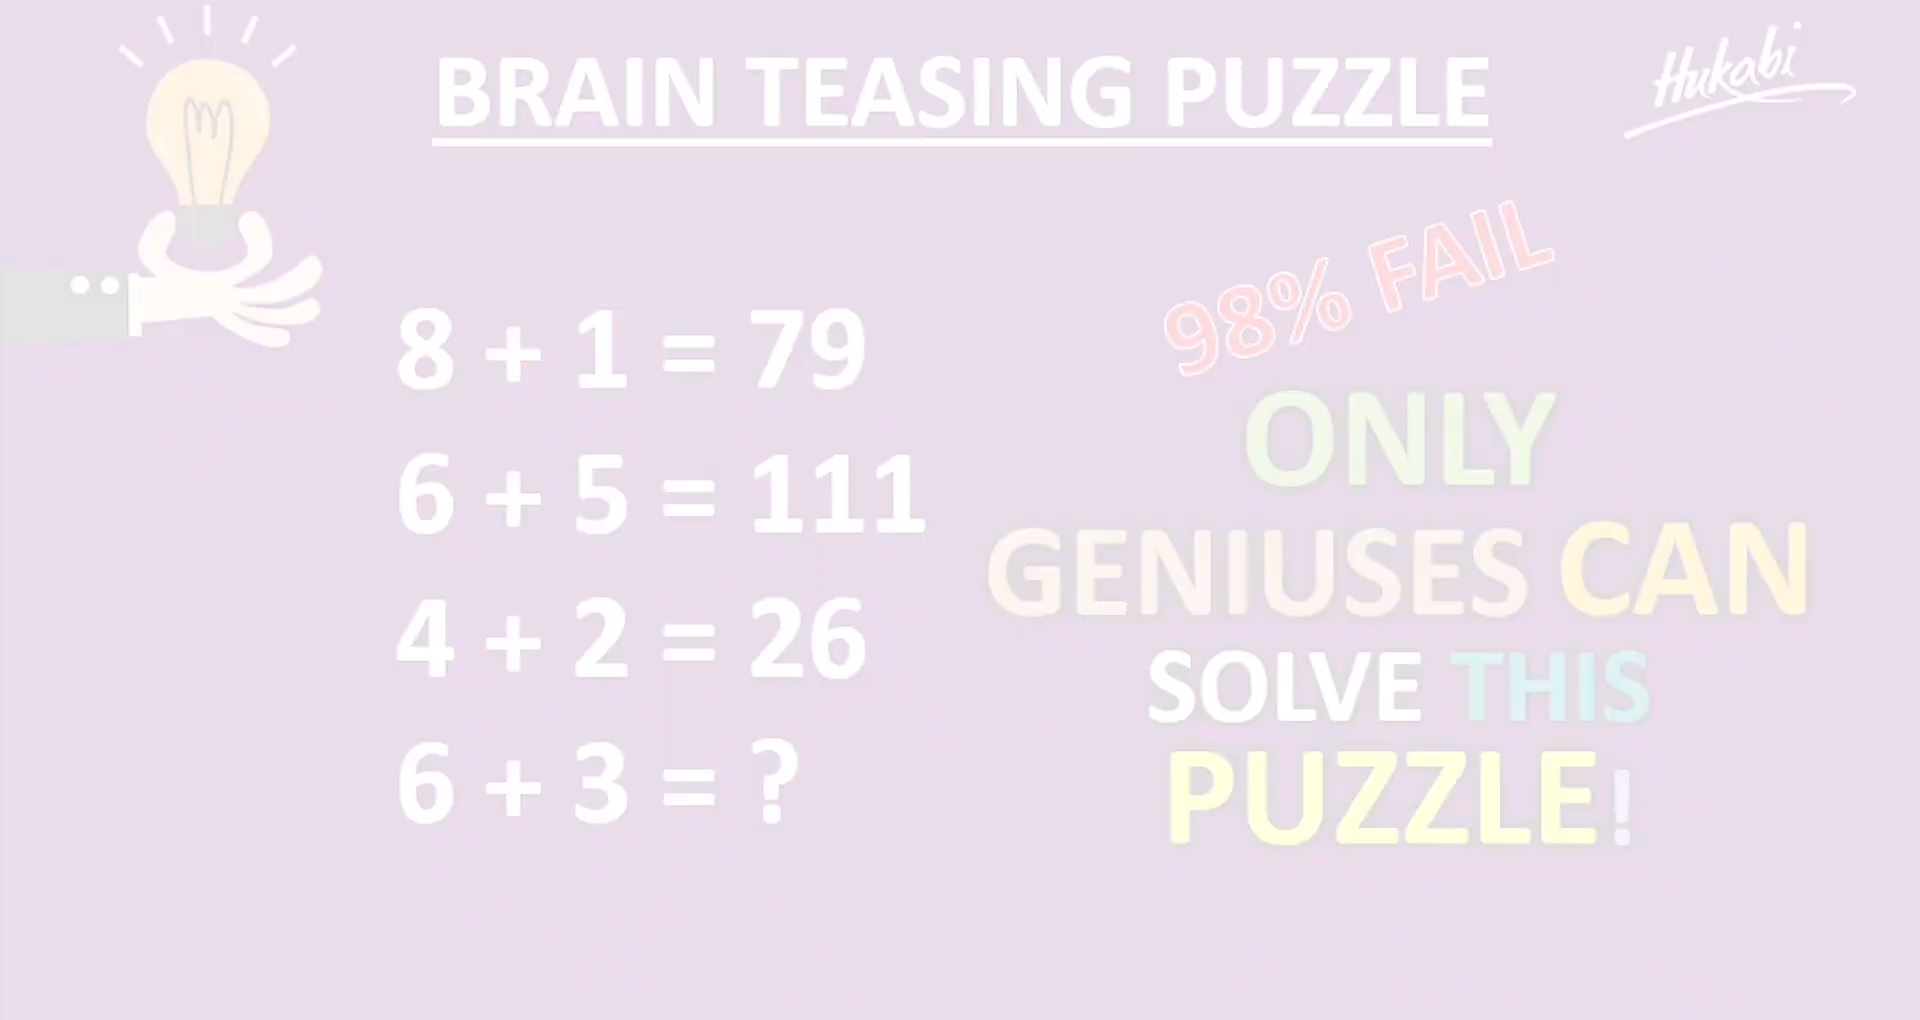 BRAIN TEASING PUZZLE
Hukabi
98% FAIL
8 + 1 = 79
6 + 5 = 111
4 + 2 = 26
6 + 3 = ?
ONLY
GENIUSES CAN
SOLVE THIS
PUZZLE!